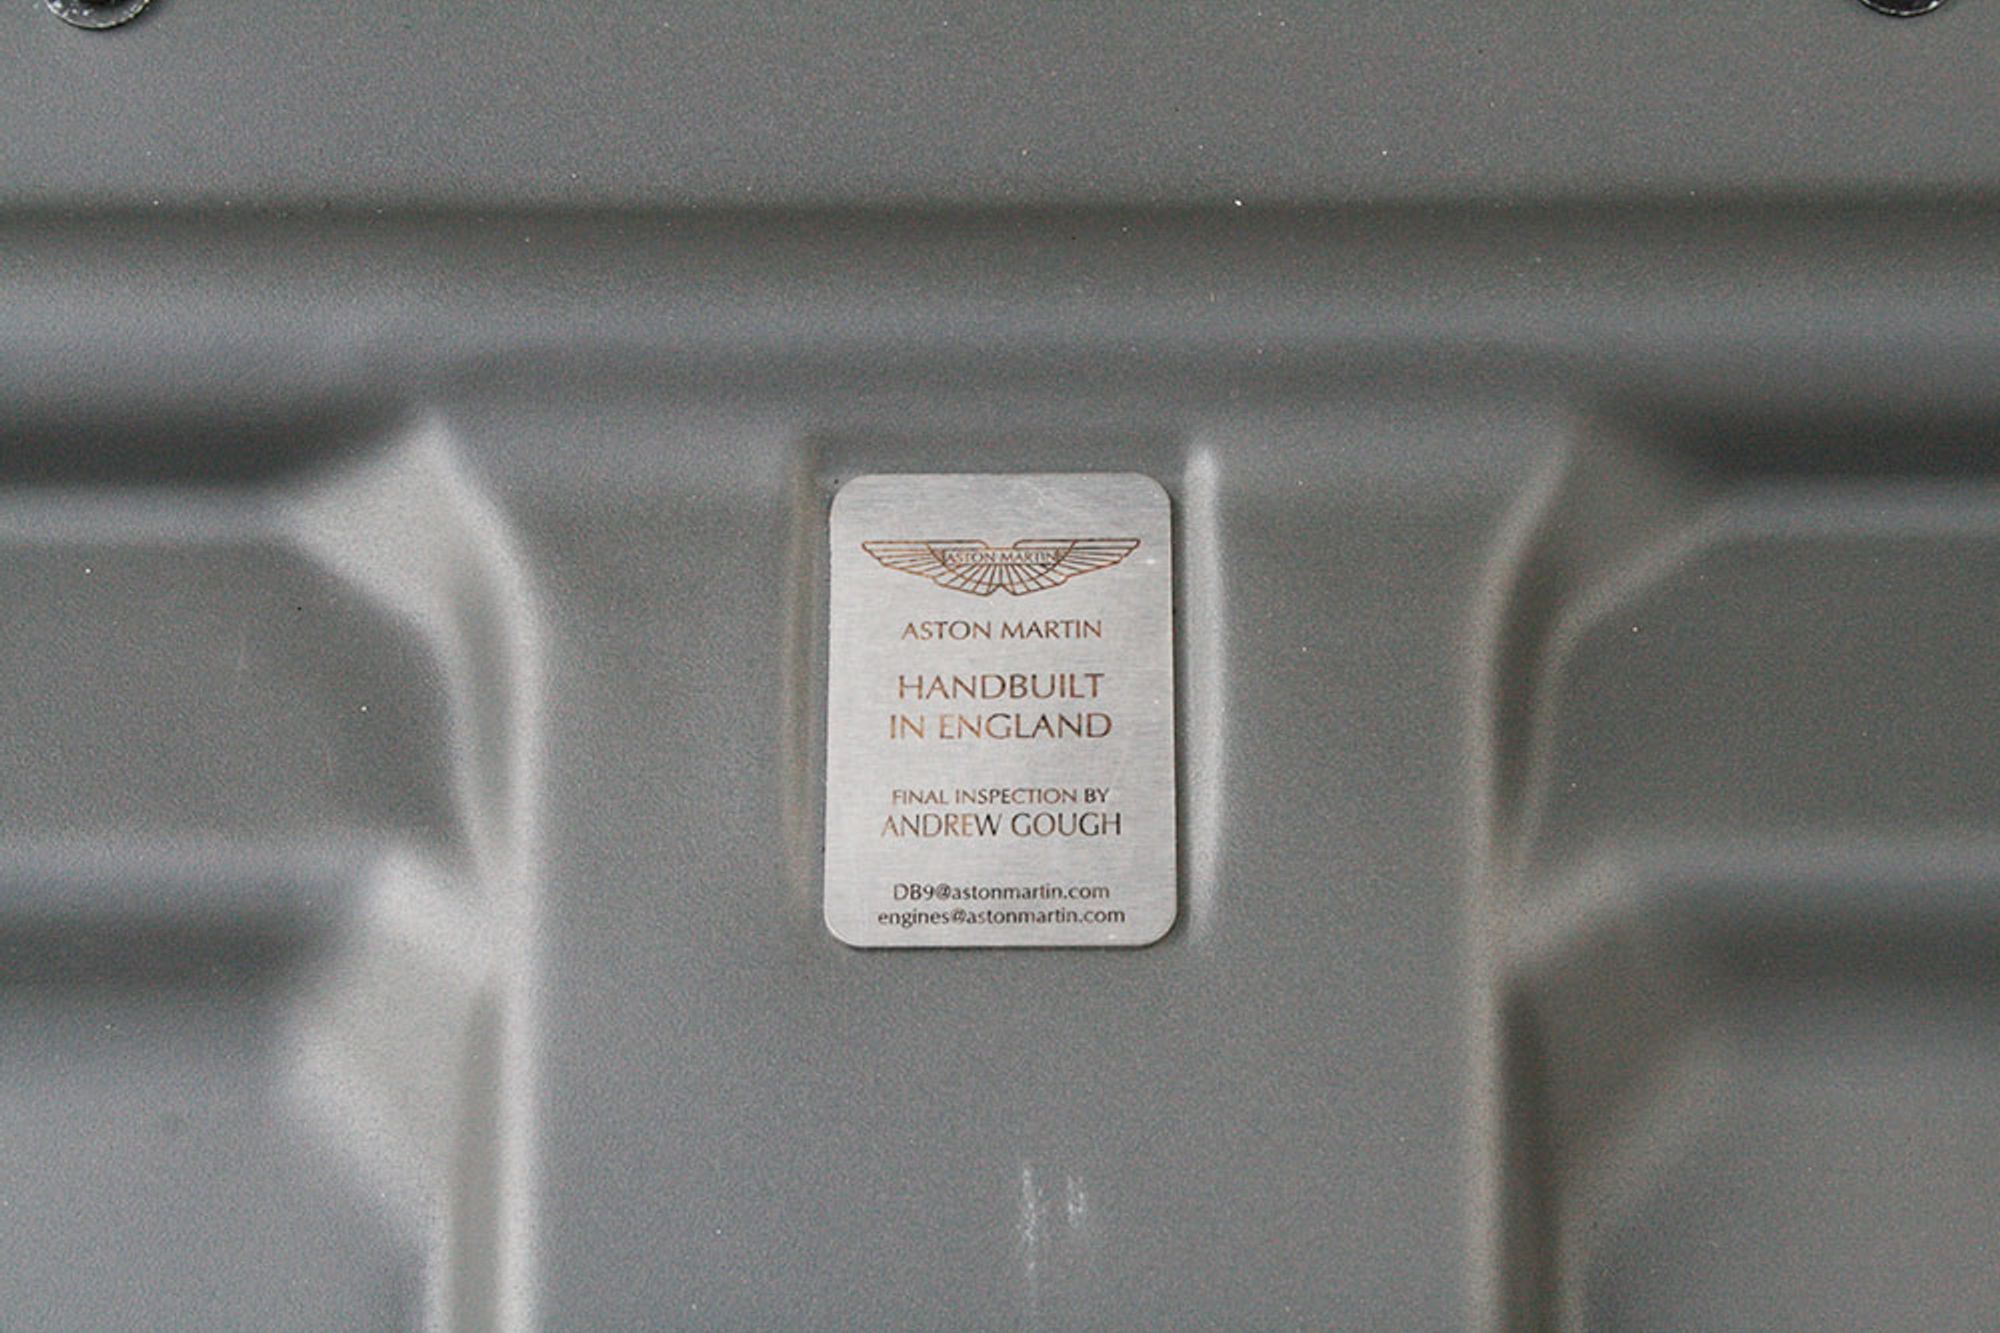 ASTON MARTIN
ASTON MARTIN
HANDBUILT
IN ENGLAND
FINAL INSPECTION BY
ANDREW GOUGH
DB9@astonmartin.com
engines@astonmartin.com